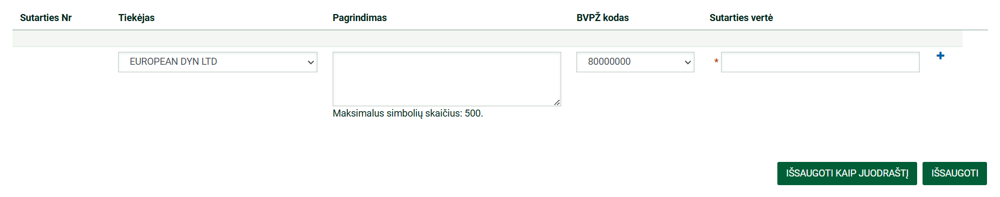 Sutarties Nr Tiekėjas Pagrindimas BVPŽ kodas Sutarties vertė
EUROPEAN DYN LTD 80000000 *
Maksimalus simbolių skaičius: 500.
IŠSAUGOTI KAIP JUODRAŠTĮ IŠSAUGOTI